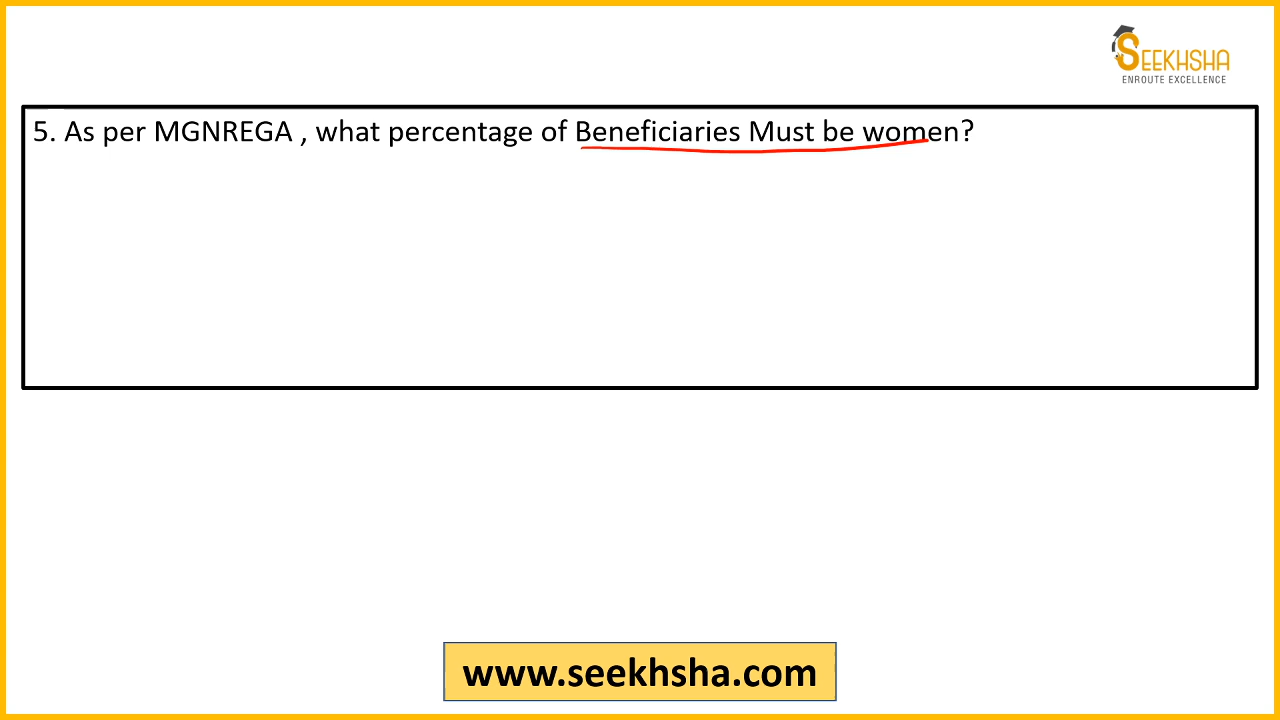 SEEKHSHA
ENROUTE EXCELLENCE
5. As per MGNREGA , what percentage of Beneficiaries Must be women?
www.seekhsha.com